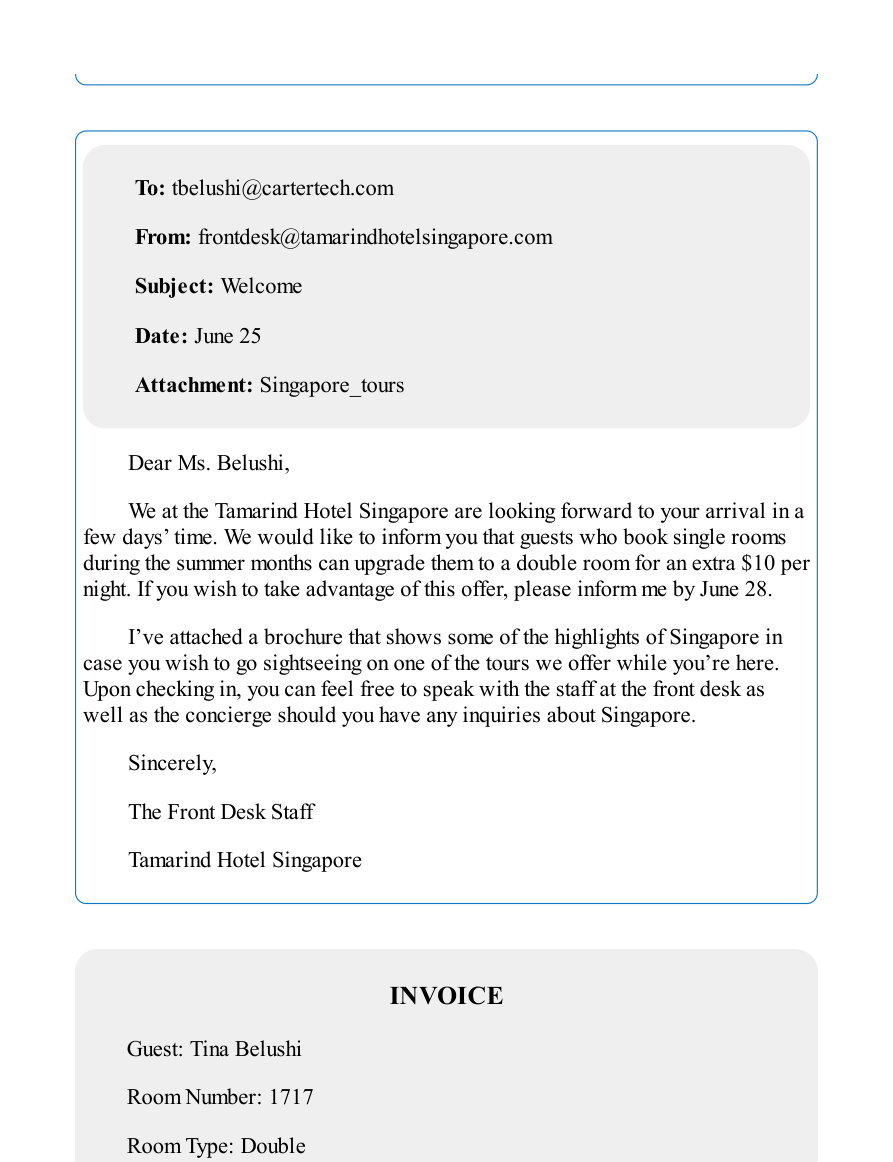 To: tbelushi@cartertech.com
From: frontdesk@tamarindhotelsingapore.com
Subject: Welcome
Date: June 25
Attachment: Singapore_tours
Dear Ms. Belushi,
We at the Tamarind Hotel Singapore are looking forward to your arrival in a
few days’ time. We would like to inform you that guests who book single rooms
during the summer months can upgrade them to a double room for an extra $10 per
night. If you wish to take advantage of this offer, please inform me by June 28.
I’ve attached a brochure that shows some of the highlights of Singapore in
case you wish to go sightseeing on one of the tours we offer while you’re here.
Upon checking in, you can feel free to speak with the staff at the front desk as
well as the concierge should you have any inquiries about Singapore.
Sincerely,
The Front Desk Staff
Tamarind Hotel Singapore
INVOICE
Guest: Tina Belushi
Room Number: 1717
Room Type: Double